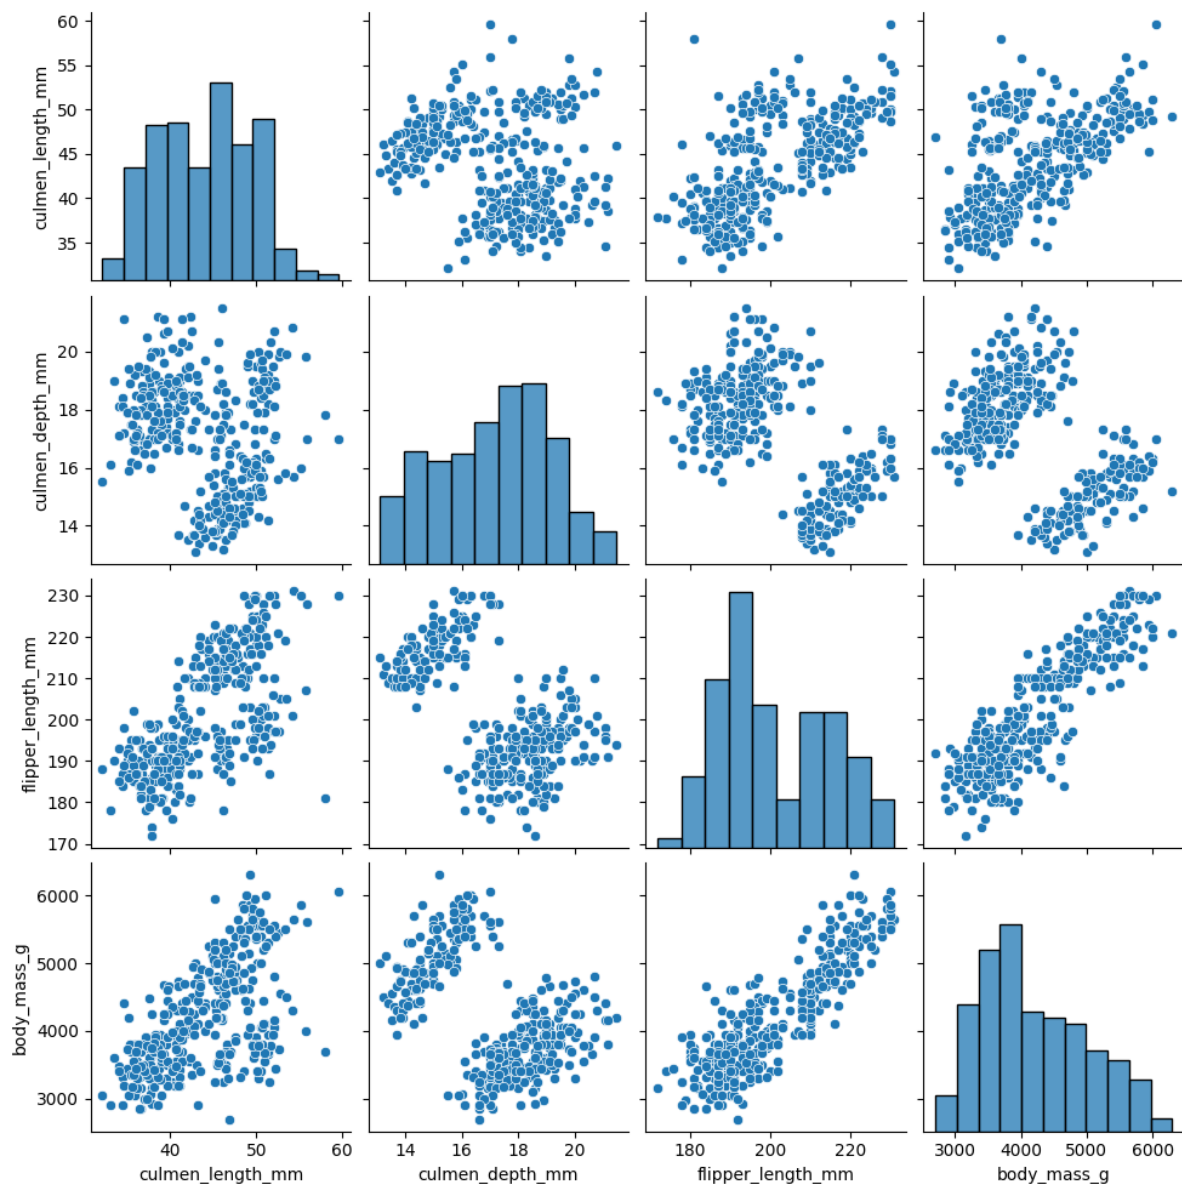 culmen_length_mm
60
55
50
45
40
35
culmen_depth_mm
20
18
16
14
flipper_length_mm
230
220
210
200
190
180
170
body_mass_g
6000
5000
4000
3000
40 50 60
culmen_length_mm
14 16 18 20
culmen_depth_mm
180 200 220
flipper_length_mm
3000 4000 5000 6000
body_mass_g